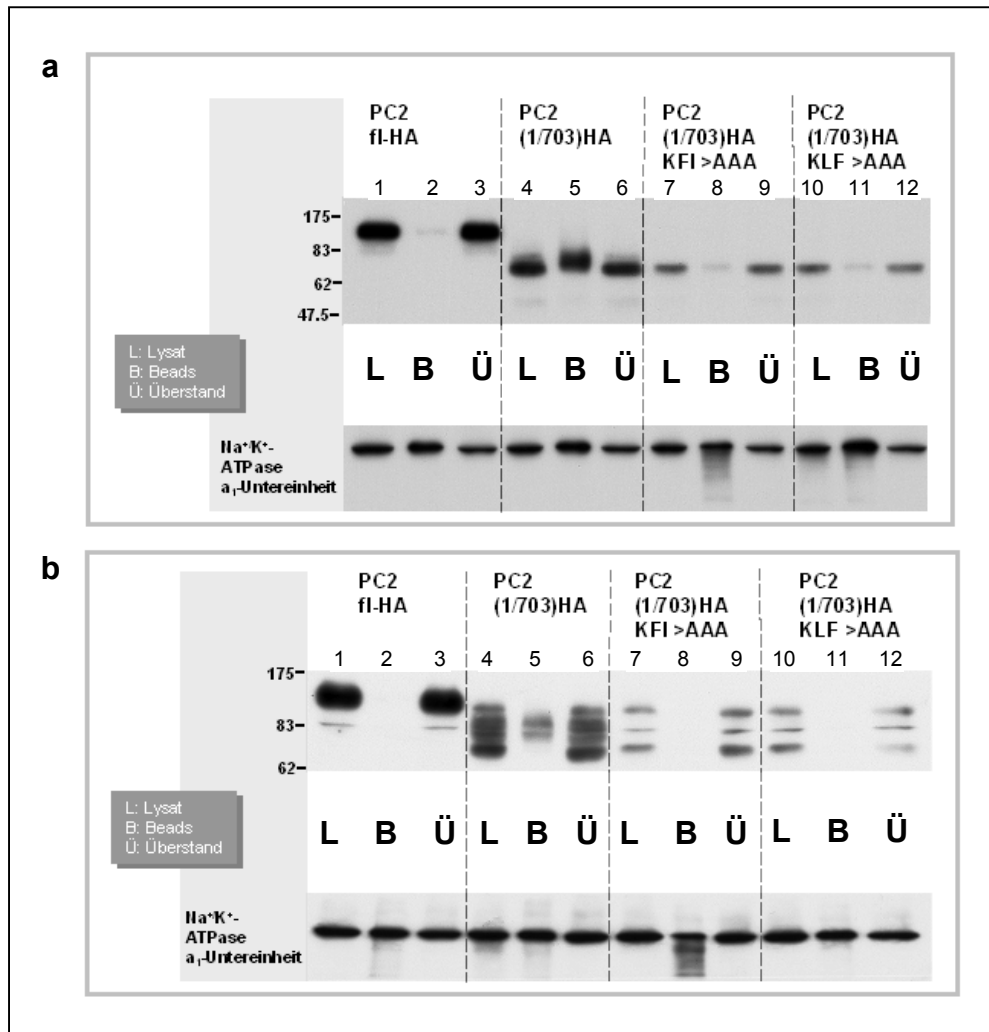 a
PC2 fl-HA
PC2 (1/703)HA
PC2 (1/703)HA KFI >AAA
PC2 (1/703)HA KLF >AAA
1 2 3 4 5 6 7 8 9 10 11 12
175
83
62
47.5
L: Lysat
B: Beads
Ü: Überstand
L B Ü L B Ü L B Ü L B Ü
Na⁺/K⁺-
ATPase
a₁-Untereinheit
b
PC2 fl-HA
PC2 (1/703)HA
PC2 (1/703)HA KFI >AAA
PC2 (1/703)HA KLF >AAA
1 2 3 4 5 6 7 8 9 10 11 12
175
83
62
L: Lysat
B: Beads
Ü: Überstand
L B Ü L B Ü L B Ü L B Ü
Na⁺K⁺-
ATPase
a₁-Untereinheit